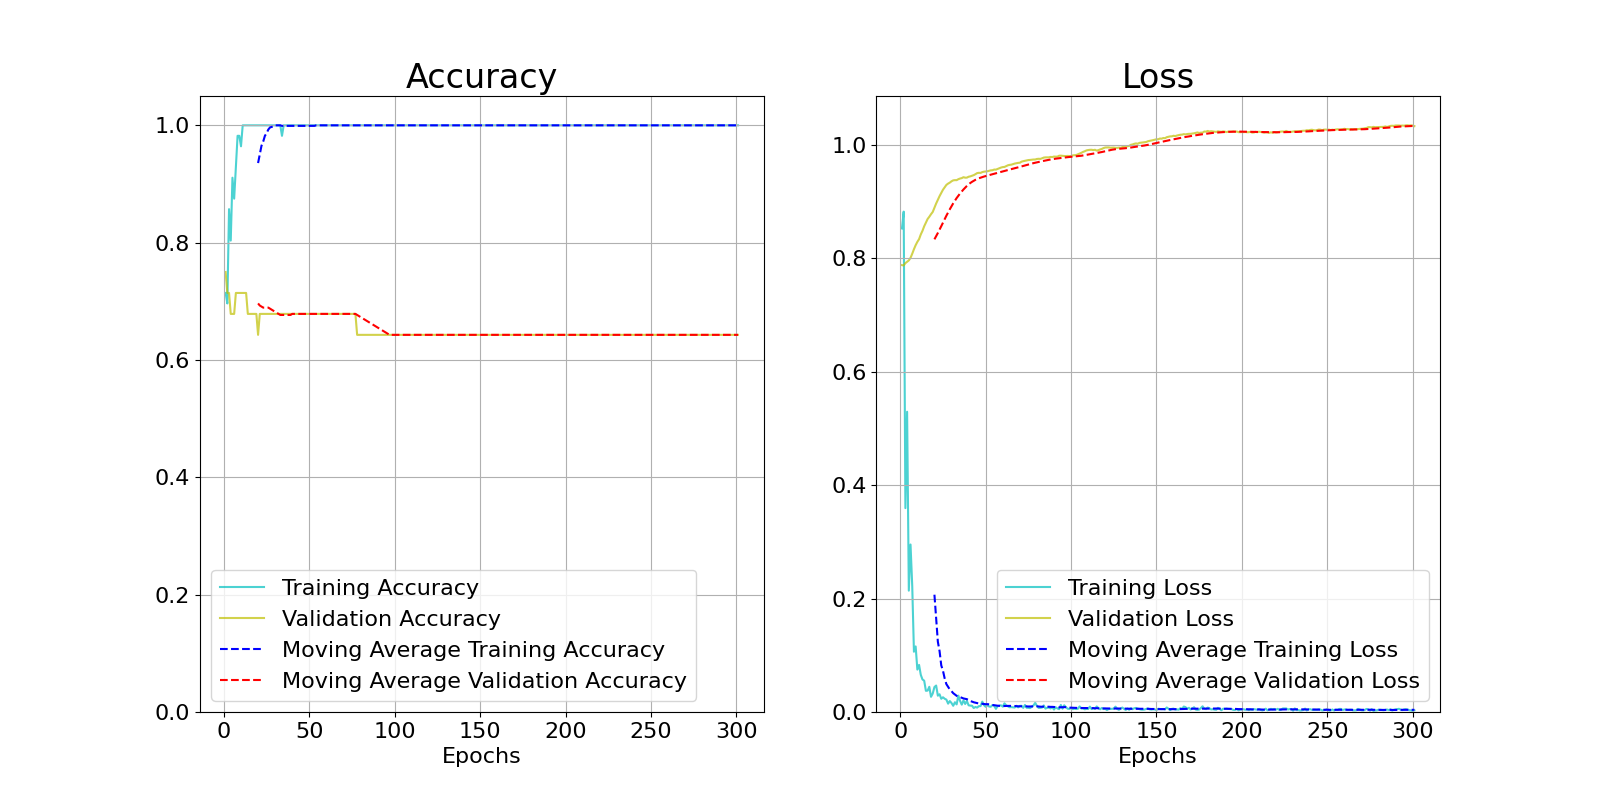 Accuracy
1.0
0.8
0.6
0.4
0.2
0.0
Training Accuracy
Validation Accuracy
Moving Average Training Accuracy
Moving Average Validation Accuracy
0 50 100 150 200 250 300
Epochs
Loss
1.0
0.8
0.6
0.4
0.2
0.0
Training Loss
Validation Loss
Moving Average Training Loss
Moving Average Validation Loss
0 50 100 150 200 250 300
Epochs